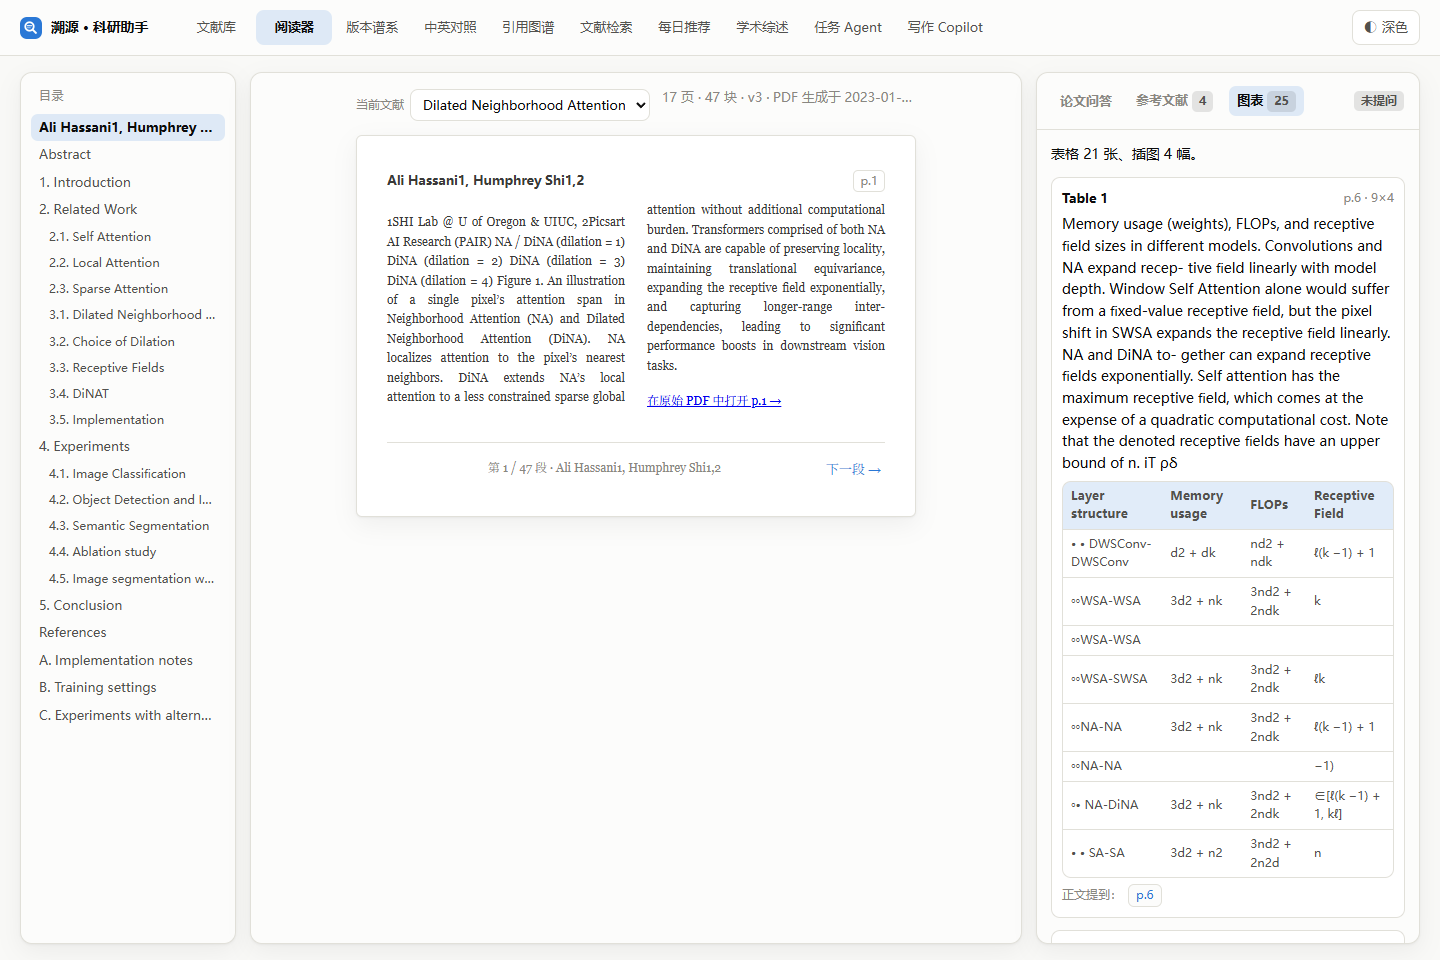 溯源 • 科研助手
文献库
阅读器
版本谱系
中英对照
引用图谱
文献检索
每日推荐
学术综述
任务 Agent
写作 Copilot
深色
目录
Ali Hassani1, Humphrey ...
Abstract
1. Introduction
2. Related Work
2.1. Self Attention
2.2. Local Attention
2.3. Sparse Attention
3.1. Dilated Neighborhood ...
3.2. Choice of Dilation
3.3. Receptive Fields
3.4. DiNAT
3.5. Implementation
4. Experiments
4.1. Image Classification
4.2. Object Detection and I...
4.3. Semantic Segmentation
4.4. Ablation study
4.5. Image segmentation w...
5. Conclusion
References
A. Implementation notes
B. Training settings
C. Experiments with altern...
当前文献
Dilated Neighborhood Attention
17 页 · 47 块 · v3 · PDF 生成于 2023-01-...
Ali Hassani1, Humphrey Shi1,2
p.1
1SHI Lab @ U of Oregon & UIUC, 2Picsart
AI Research (PAIR) NA / DiNA (dilation = 1)
DiNA (dilation = 2) DiNA (dilation = 3)
DiNA (dilation = 4) Figure 1. An illustration
of a single pixel's attention span in
Neighborhood Attention (NA) and Dilated
Neighborhood Attention (DiNA). NA
localizes attention to the pixel's nearest
neighbors. DiNA extends NA's local
attention to a less constrained sparse global
attention without additional computational
burden. Transformers comprised of both NA
and DiNA are capable of preserving locality,
maintaining translational equivariance,
expanding the receptive field exponentially,
and capturing longer-range inter-
dependencies, leading to significant
performance boosts in downstream vision
tasks.
在原始 PDF 中打开 p.1 →
第 1 / 47 段 · Ali Hassani1, Humphrey Shi1,2
下一段 →
论文问答
参考文献 4
图表 25
未提问
表格 21 张、插图 4 幅。
Table 1
p.6 · 9×4
Memory usage (weights), FLOPs, and receptive
field sizes in different models. Convolutions and
NA expand recep- tive field linearly with model
depth. Window Self Attention alone would suffer
from a fixed-value receptive field, but the pixel
shift in SWSA expands the receptive field linearly.
NA and DiNA to- gether can expand receptive
fields exponentially. Self attention has the
maximum receptive field, which comes at the
expense of a quadratic computational cost. Note
that the denoted receptive fields have an upper
bound of n. iT ρδ
Layer structure | Memory usage | FLOPs | Receptive Field
• • DWSConv-DWSConv | d2 + dk | nd2 + ndk | ℓ(k −1) + 1
◦◦WSA-WSA | 3d2 + nk | 3nd2 + 2ndk | k
◦◦WSA-WSA
◦◦WSA-SWSA | 3d2 + nk | 3nd2 + 2ndk | ℓk
◦◦NA-NA | 3d2 + nk | 3nd2 + 2ndk | ℓ(k −1) + 1
◦◦NA-NA | −1)
◦• NA-DiNA | 3d2 + nk | 3nd2 + 2ndk | ∈[ℓ(k −1) + 1, kℓ]
• • SA-SA | 3d2 + n2 | 3nd2 + 2n2d | n
正文提到：
p.6